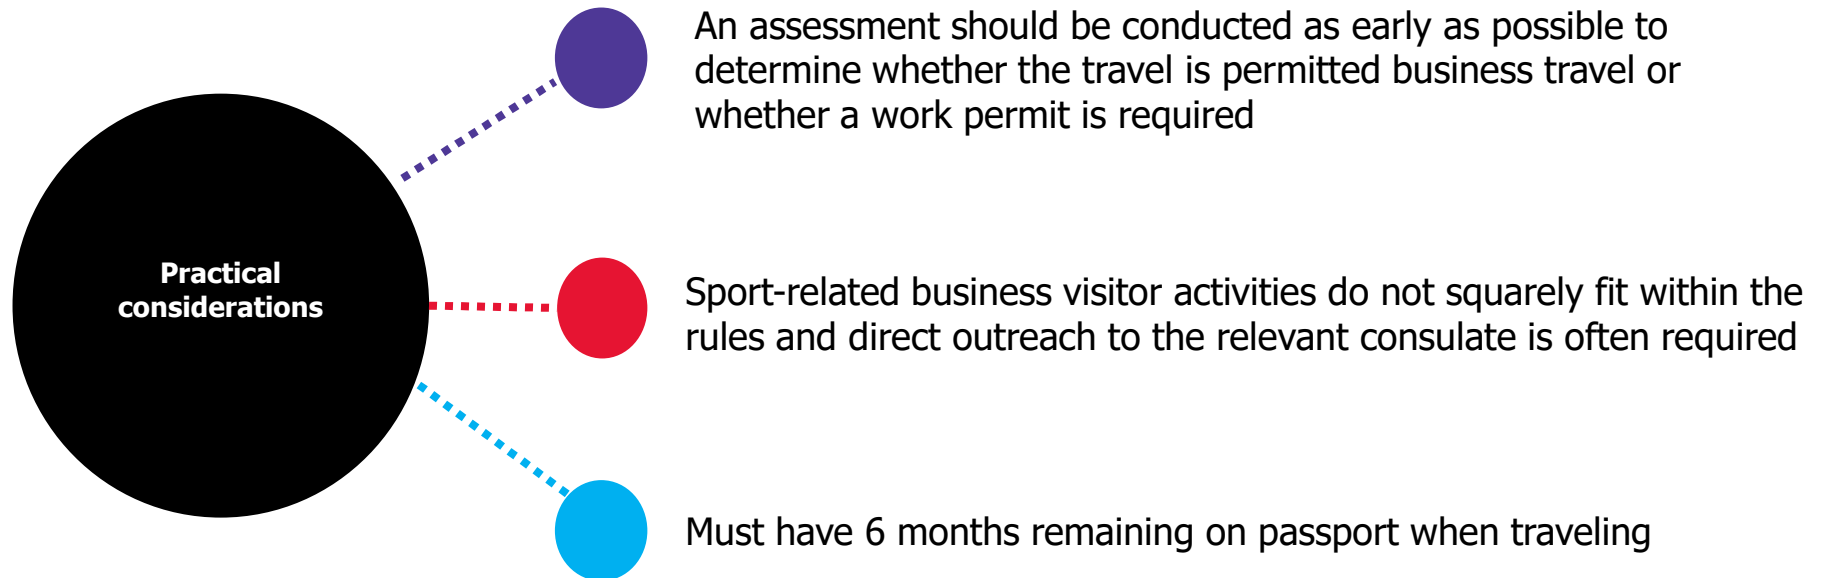 An assessment should be conducted as early as possible to
determine whether the travel is permitted business travel or
whether a work permit is required
Practical
considerations
Sport-related business visitor activities do not squarely fit within the
rules and direct outreach to the relevant consulate is often required
Must have 6 months remaining on passport when traveling